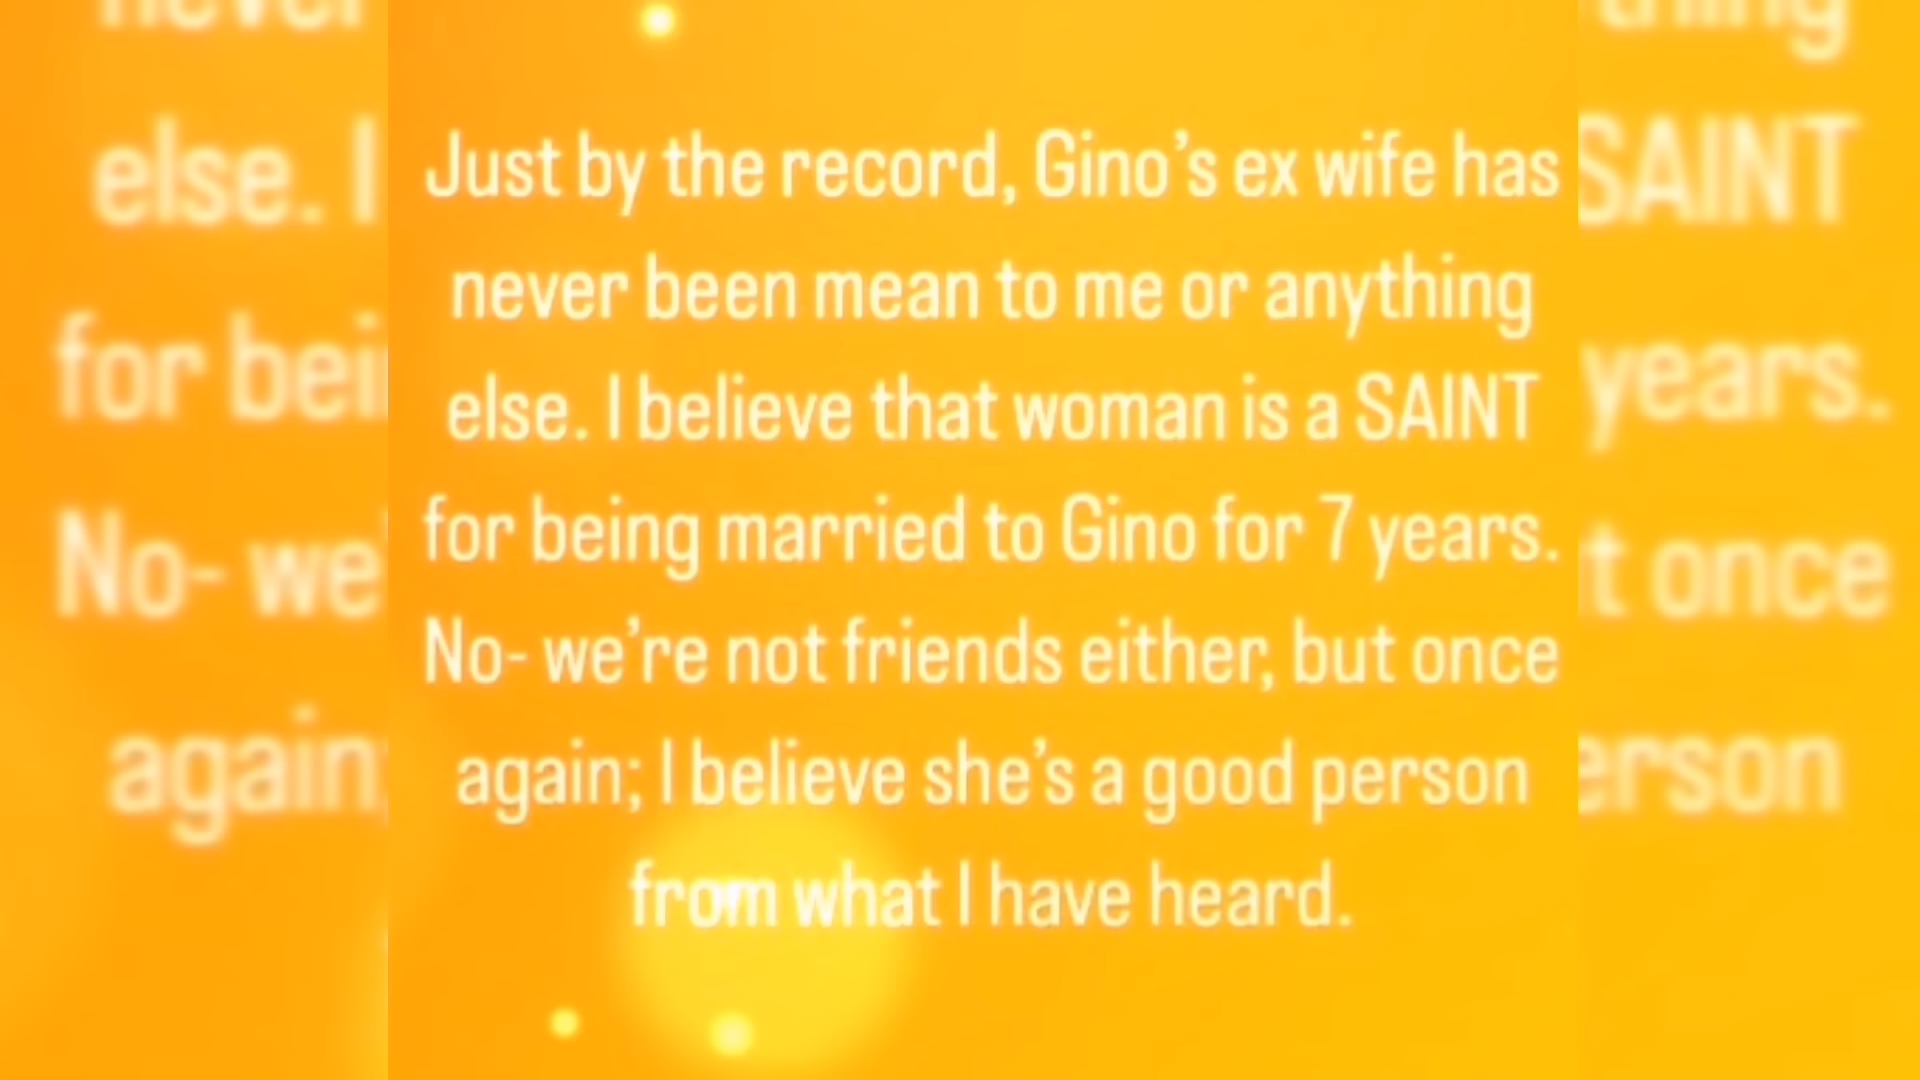 Just by the record, Gino’s ex wife has
never been mean to me or anything
else. I believe that woman is a SAINT
for being married to Gino for 7 years.
No- we’re not friends either, but once
again; I believe she’s a good person
from what I have heard.